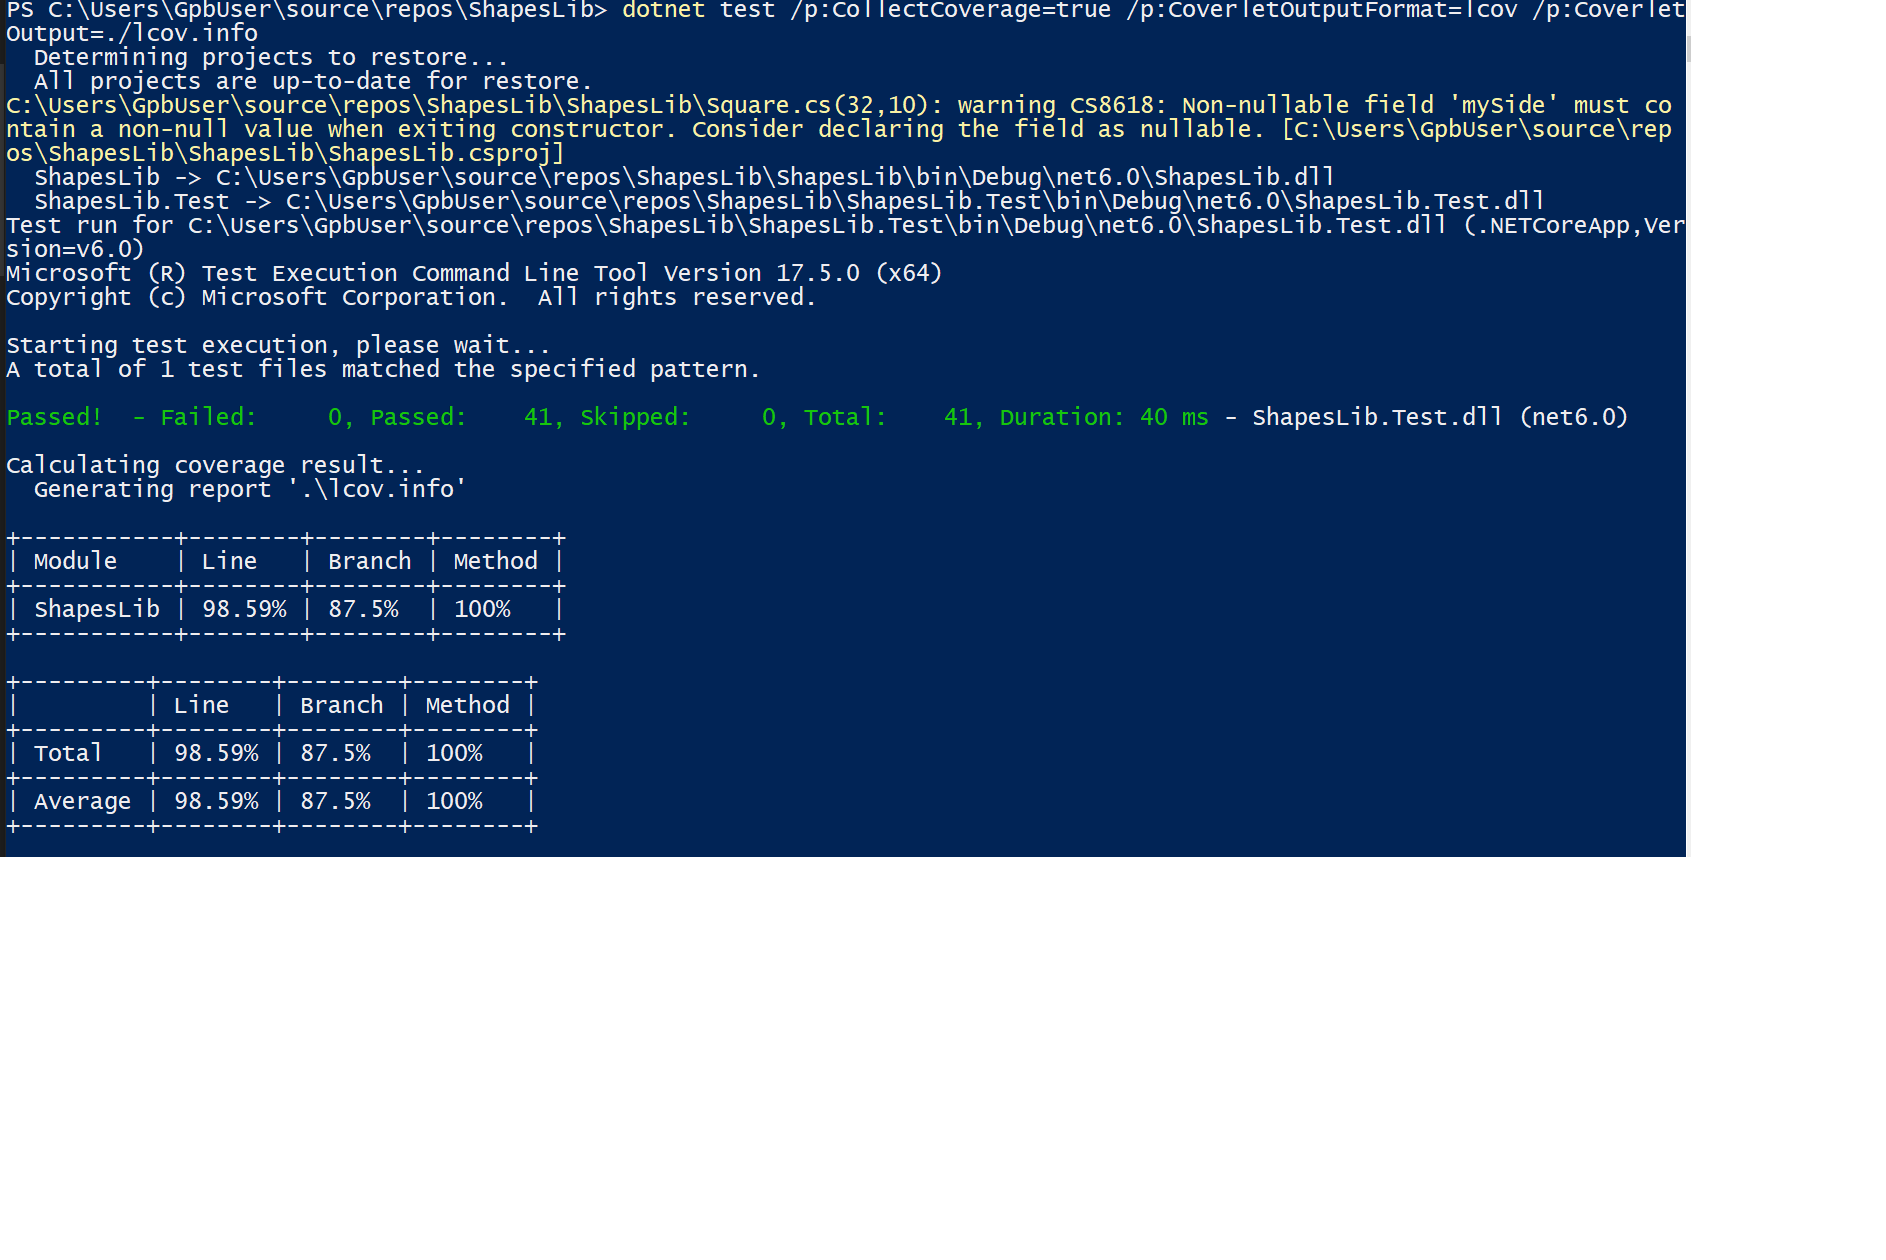 PS C:\Users\GpbUser\source\repos\ShapesLib> dotnet test /p:CollectCoverage=true /p:CoverletOutputFormat=lcov /p:Coverlet
Output=./lcov.info
  Determining projects to restore...
  All projects are up-to-date for restore.
C:\Users\GpbUser\source\repos\ShapesLib\ShapesLib\Square.cs(32,10): warning CS8618: Non-nullable field 'mySide' must co
ntain a non-null value when exiting constructor. Consider declaring the field as nullable. [C:\Users\GpbUser\source\rep
os\ShapesLib\ShapesLib\ShapesLib.csproj]
  ShapesLib -> C:\Users\GpbUser\source\repos\ShapesLib\ShapesLib\bin\Debug\net6.0\ShapesLib.dll
  ShapesLib.Test -> C:\Users\GpbUser\source\repos\ShapesLib\ShapesLib.Test\bin\Debug\net6.0\ShapesLib.Test.dll
Test run for C:\Users\GpbUser\source\repos\ShapesLib\ShapesLib.Test\bin\Debug\net6.0\ShapesLib.Test.dll (.NETCoreApp,Ver
sion=v6.0)
Microsoft (R) Test Execution Command Line Tool Version 17.5.0 (x64)
Copyright (c) Microsoft Corporation.  All rights reserved.

Starting test execution, please wait...
A total of 1 test files matched the specified pattern.

Passed!  - Failed:     0, Passed:    41, Skipped:     0, Total:    41, Duration: 40 ms - ShapesLib.Test.dll (net6.0)

Calculating coverage result...
  Generating report '.\lcov.info'

+-----------+--------+--------+--------+
| Module    | Line   | Branch | Method |
+-----------+--------+--------+--------+
| ShapesLib | 98.59% | 87.5%  | 100%   |
+-----------+--------+--------+--------+

+---------+--------+--------+--------+
|         | Line   | Branch | Method |
+---------+--------+--------+--------+
| Total   | 98.59% | 87.5%  | 100%   |
+---------+--------+--------+--------+
| Average | 98.59% | 87.5%  | 100%   |
+---------+--------+--------+--------+